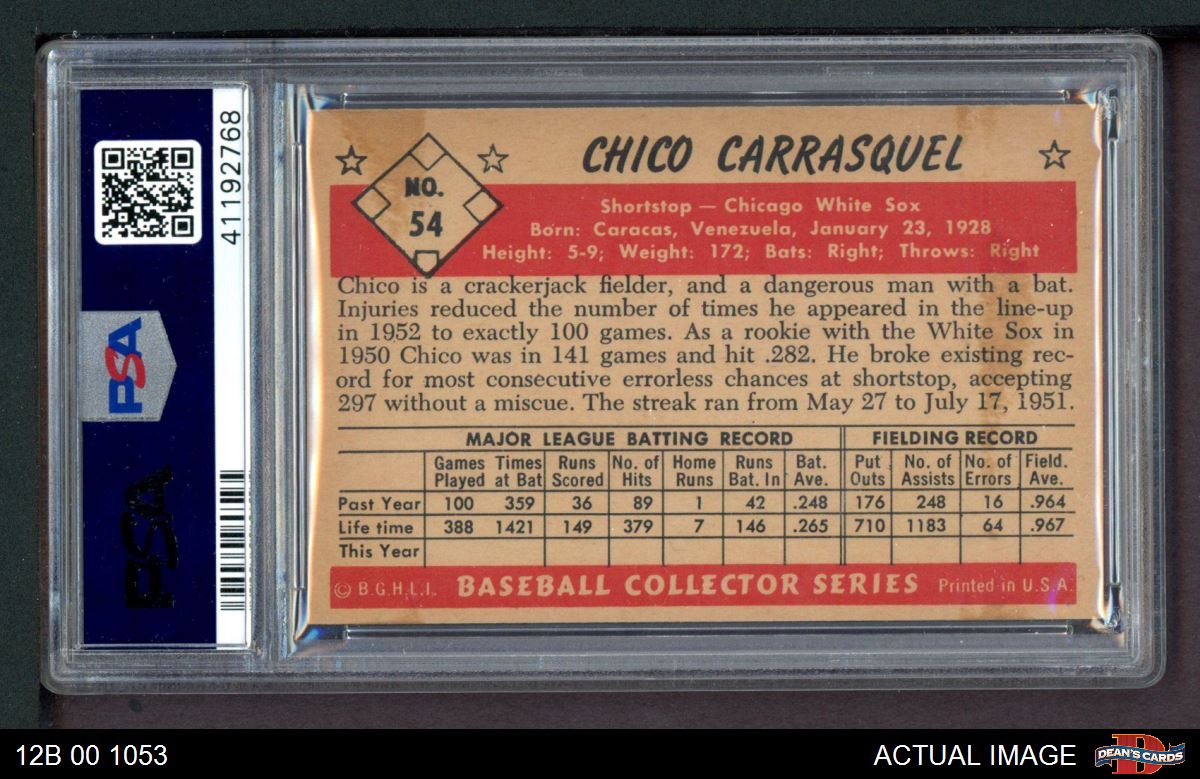 41192768
PSA
PSA
NO.
54
CHICO CARRASQUEL
Shortstop — Chicago White Sox
Born: Caracas, Venezuela, January 23, 1928
Height: 5-9; Weight: 172; Bats: Right; Throws: Right
Chico is a crackerjack fielder, and a dangerous man with a bat.
Injuries reduced the number of times he appeared in the line-up
in 1952 to exactly 100 games. As a rookie with the White Sox in
1950 Chico was in 141 games and hit .282. He broke existing rec-
ord for most consecutive errorless chances at shortstop, accepting
297 without a miscue. The streak ran from May 27 to July 17, 1951.
MAJOR LEAGUE BATTING RECORD FIELDING RECORD
Games Times Runs No. of Home Runs Bat. Put No. of No. of Field.
Played at Bat Scored Hits Runs Bat. In Ave. Outs Assists Errors Ave.
Past Year 100 359 36 89 1 42 .248 176 248 16 .964
Life time 388 1421 149 379 7 146 .265 710 1183 64 .967
This Year
© B.G.H.L.I. BASEBALL COLLECTOR SERIES Printed in U.S.A.
12B 00 1053
ACTUAL IMAGE
DEAN'S CARDS